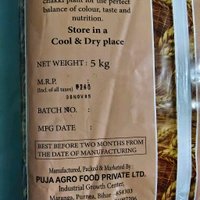 chakki plant for the perfect
balance of colour, taste and
nutrition.
Store in a
Cool & Dry place
NET WEIGHT : 5 kg
M.R.P.
(Incl. of all taxes)
BATCH NO. :
MFG DATE :
BEST BEFORE TWO MONTHS FROM
THE DATE OF MANUFACTURING
Manufactured, Packed & Marketed By :
PUJA AGRO FOOD PRIVATE LTD.
Industrial Growth Center,
Maranga, Purnea, Bihar